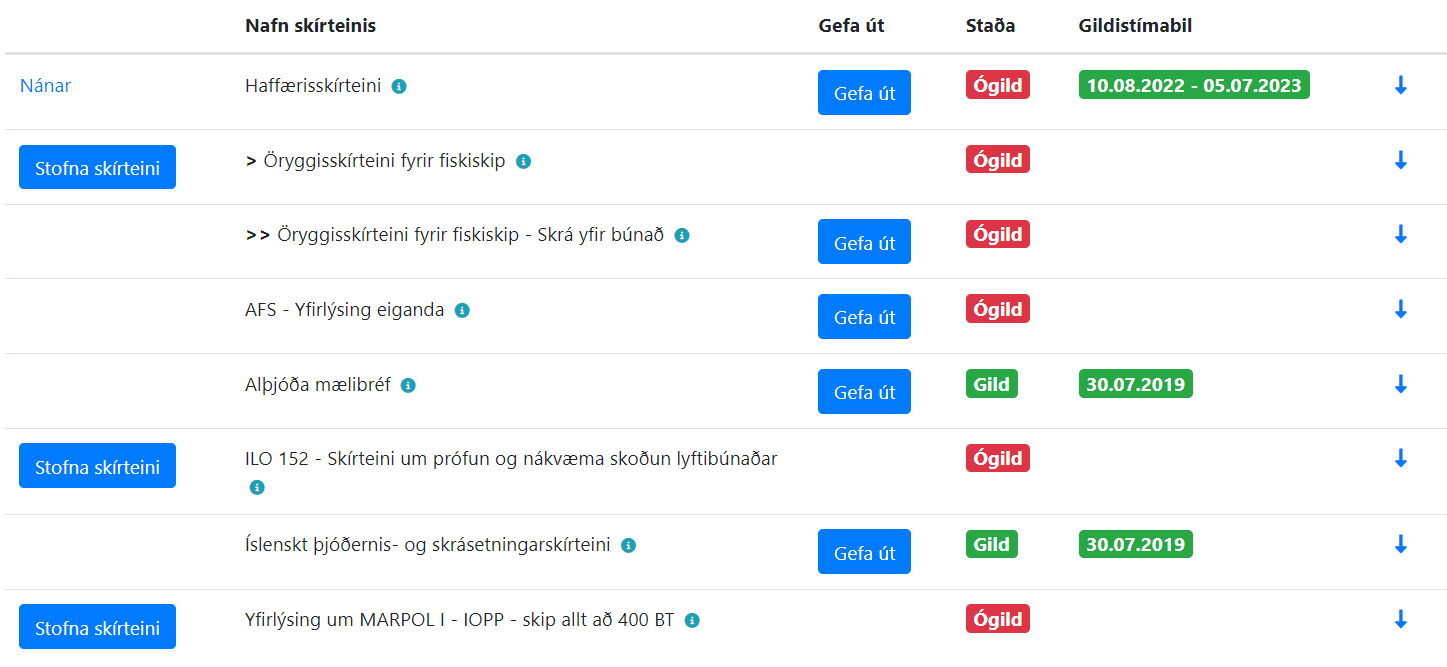 Nafn skírteinis Gefa út Staða Gildistímabil
Nánar Haffærisskírteini Gefa út Ógild 10.08.2022 - 05.07.2023
Stofna skírteini > Öryggisskírteini fyrir fiskiskip Ógild
>> Öryggisskírteini fyrir fiskiskip - Skrá yfir búnað Gefa út Ógild
AFS - Yfirlýsing eiganda Gefa út Ógild
Alþjóða mælibréf Gefa út Gild 30.07.2019
Stofna skírteini ILO 152 - Skírteini um prófun og nákvæma skoðun lyftibúnaðar Ógild
Íslenskt þjóðernis- og skrásetningarskírteini Gefa út Gild 30.07.2019
Stofna skírteini Yfirlýsing um MARPOL I - IOPP - skip allt að 400 BT Ógild